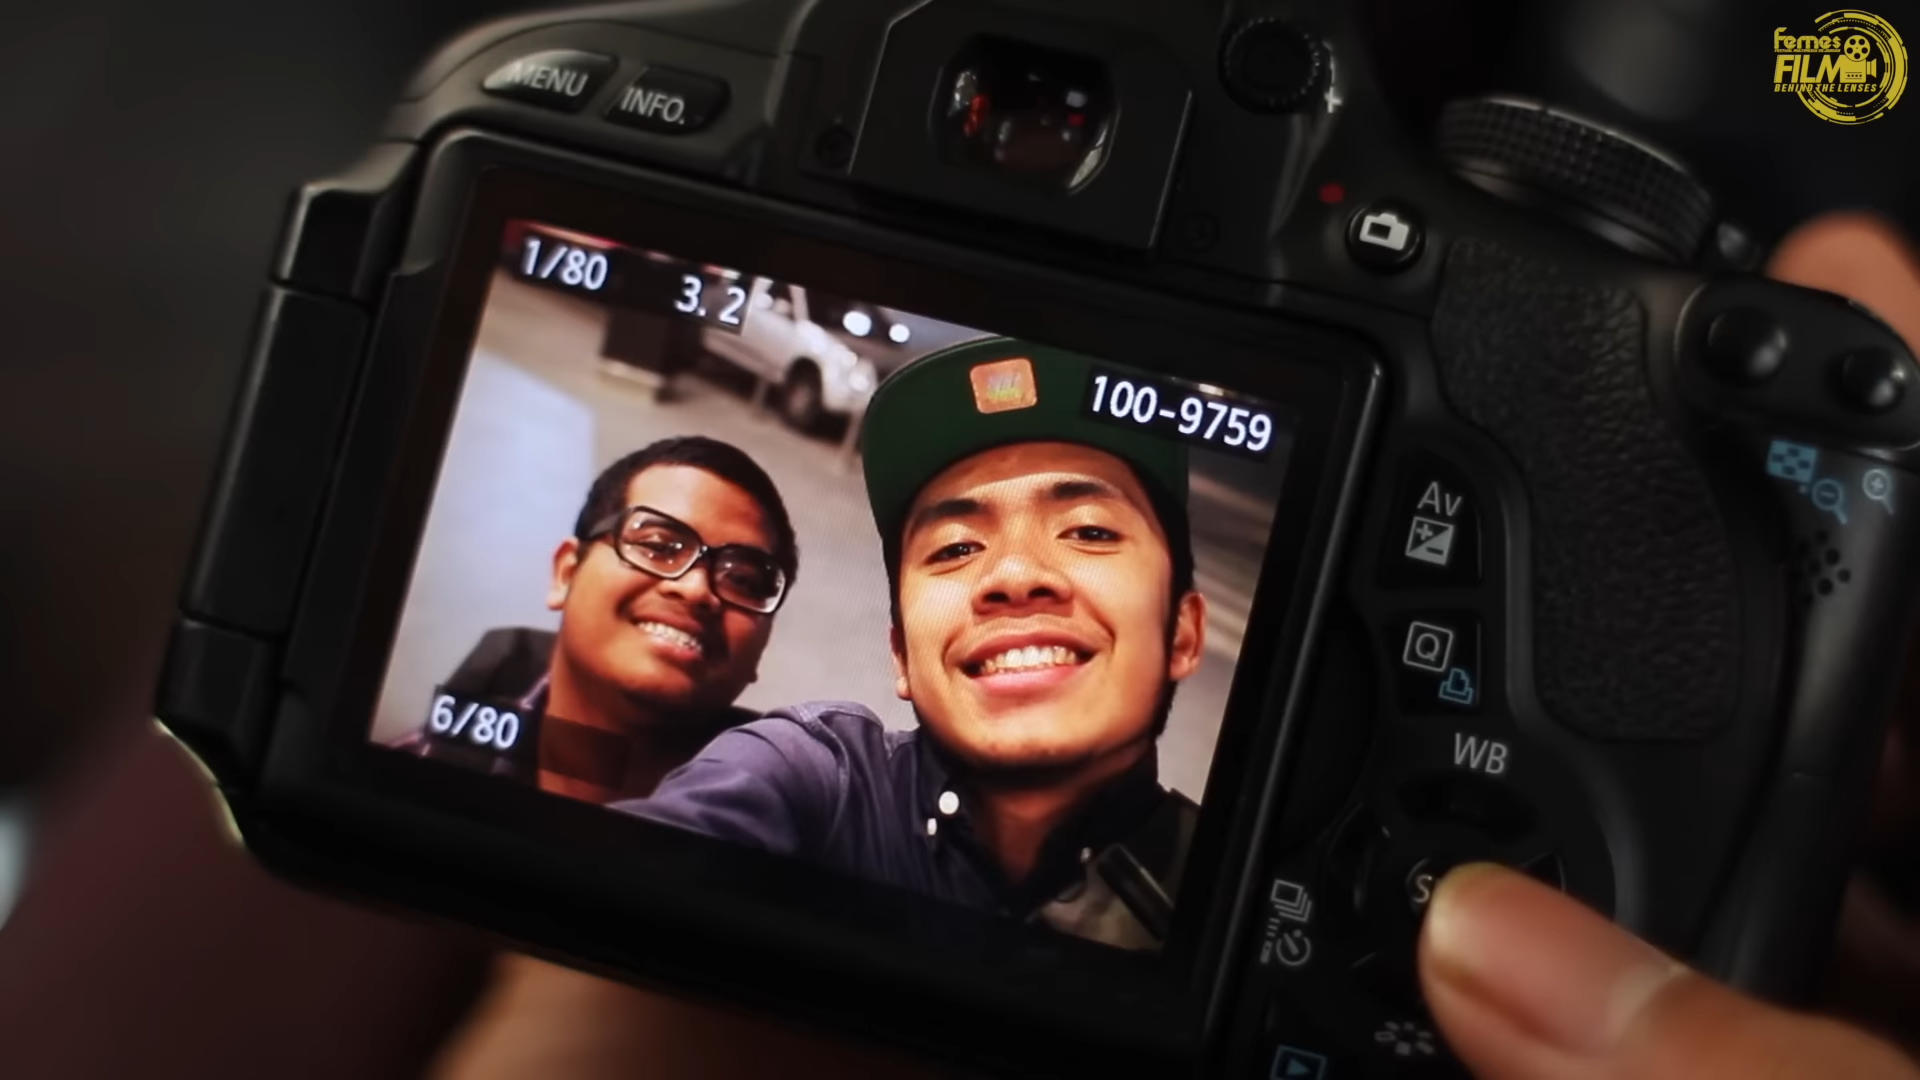 femes
FILM
BEHIND THE LENSES
MENU
INFO.
1/80
3.2
100-9759
6/80
Av
Q
WB